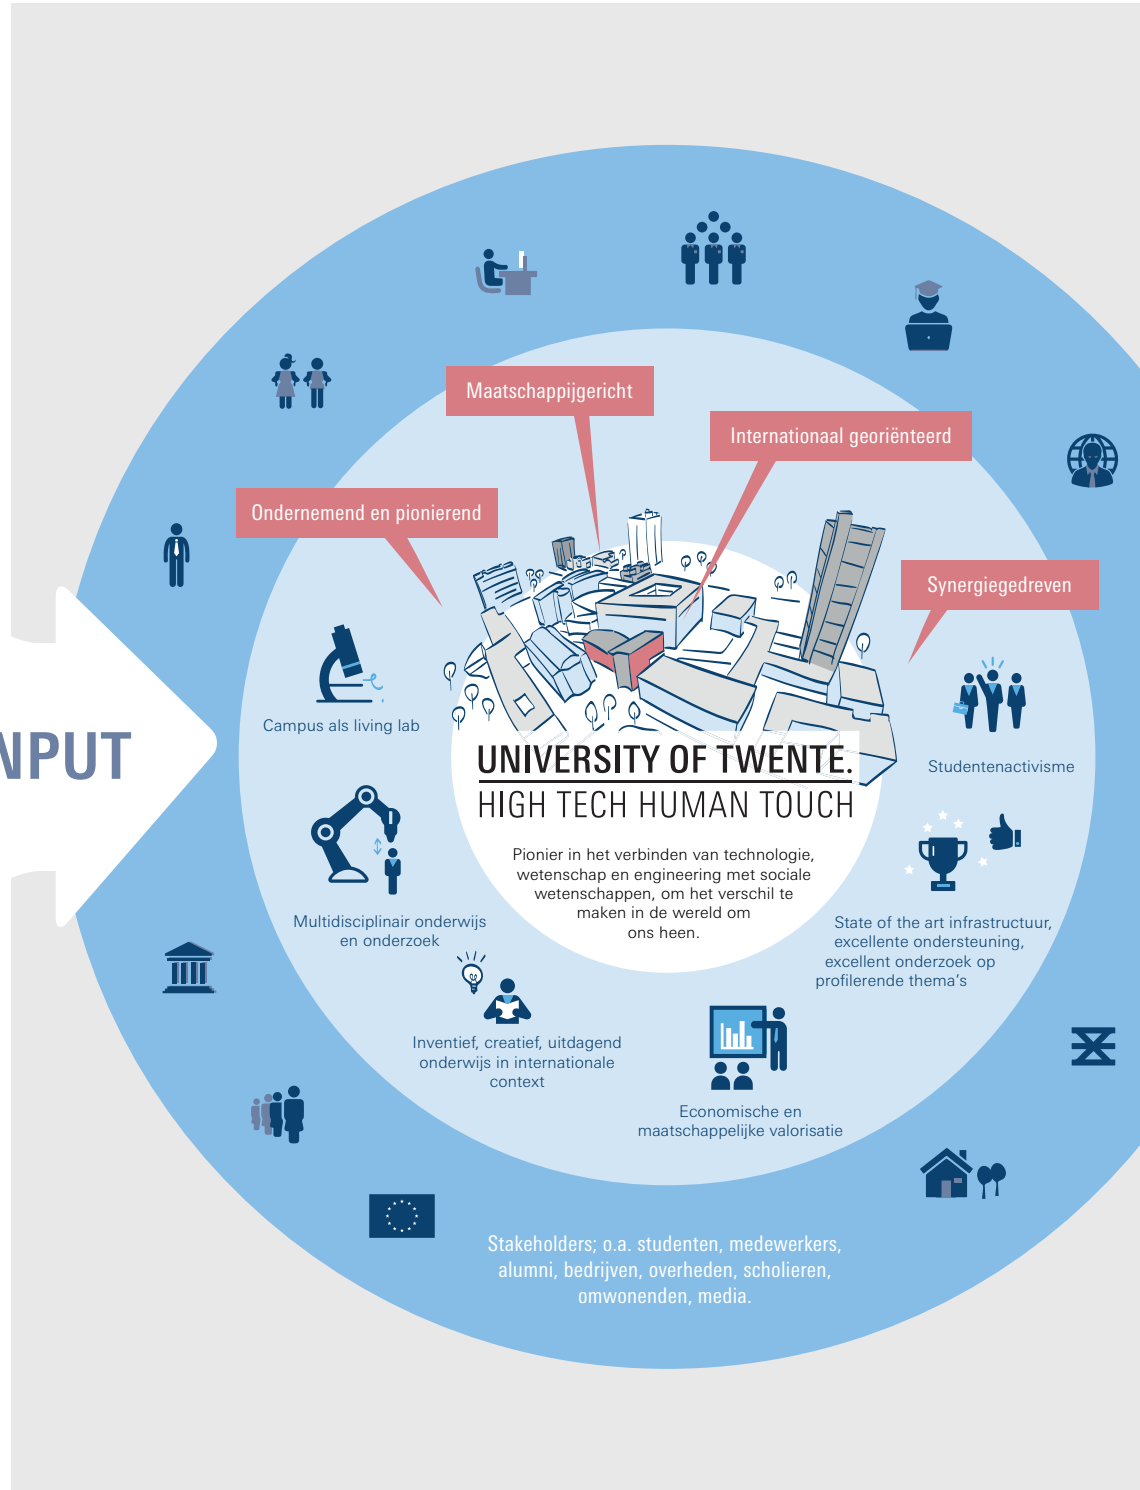 Maatschappijgericht
Internationaal georiënteerd
Ondernemend en pionierend
Synergiegedreven
Campus als living lab
NPUT
UNIVERSITY OF TWENTE.
HIGH TECH HUMAN TOUCH
Studentenactivisme
Pionier in het verbinden van technologie,
wetenschap en engineering met sociale
wetenschappen, om het verschil te
maken in de wereld om
ons heen.
Multidisciplinair onderwijs
en onderzoek
State of the art infrastructuur,
excellente ondersteuning,
excellent onderzoek op
profilerende thema's
Inventief, creatief, uitdagend
onderwijs in internationale
context
Economische en
maatschappelijke valorisatie
Stakeholders; o.a. studenten, medewerkers,
alumni, bedrijven, overheden, scholieren,
omwonenden, media.